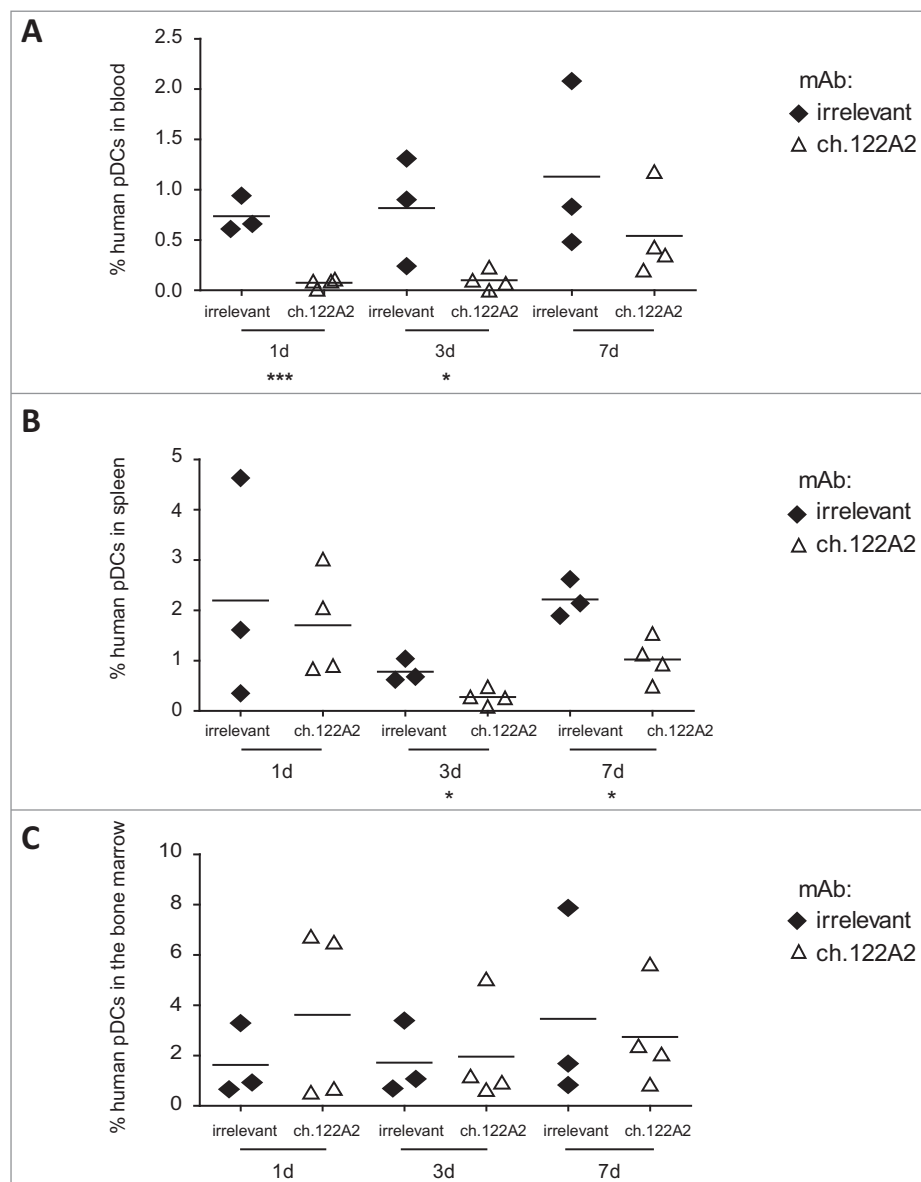 A
% human pDCs in blood
2.5
2.0
1.5
1.0
0.5
0.0
irrelevant ch.122A2 irrelevant ch.122A2 irrelevant ch.122A2
1d 3d 7d
*** *
mAb:
irrelevant
ch.122A2
B
% human pDCs in spleen
5
4
3
2
1
0
irrelevant ch.122A2 irrelevant ch.122A2 irrelevant ch.122A2
1d 3d 7d
* *
mAb:
irrelevant
ch.122A2
C
% human pDCs in the bone marrow
10
8
6
4
2
0
irrelevant ch.122A2 irrelevant ch.122A2 irrelevant ch.122A2
1d 3d 7d
mAb:
irrelevant
ch.122A2